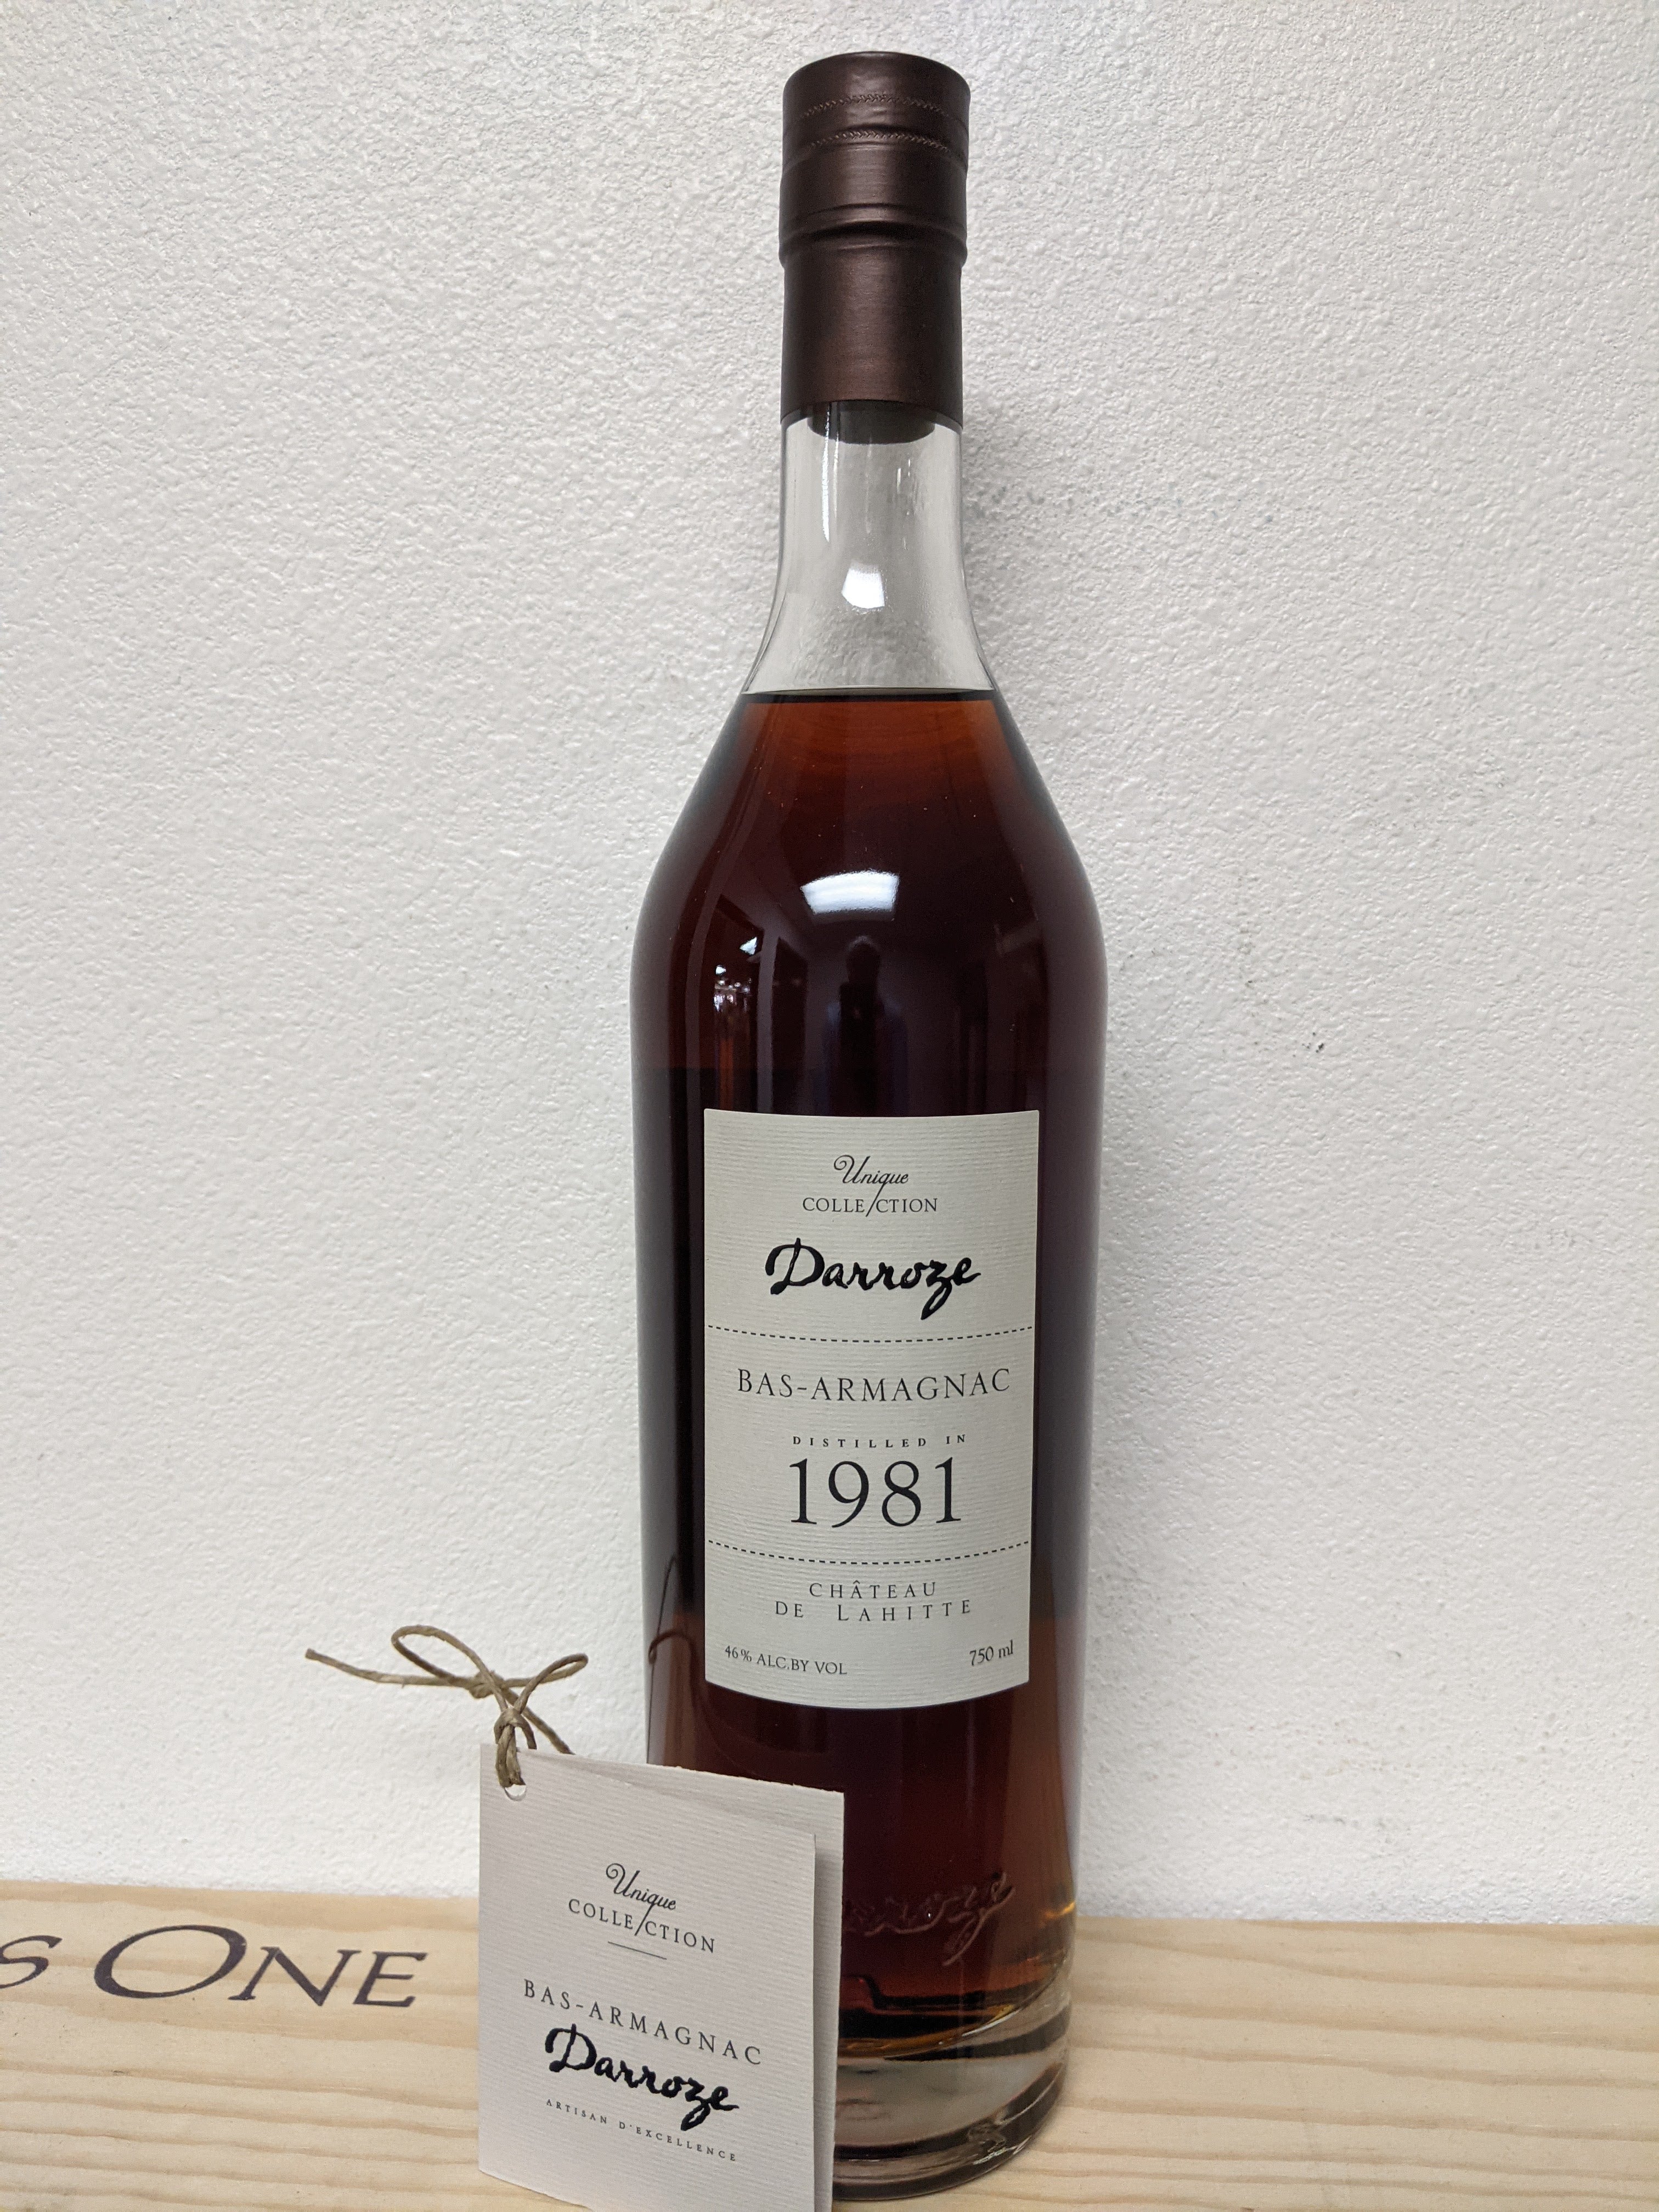 Unique
COLLECTION
Darroze
BAS-ARMAGNAC
DISTILLED IN
1981
CHÂTEAU
DE LAHITTE
46% ALC.BY VOL
750 ml
Darroze
S ONE
Unique
COLLECTION
BAS-ARMAGNAC
Darroze
ARTISAN D'EXCELLENCE